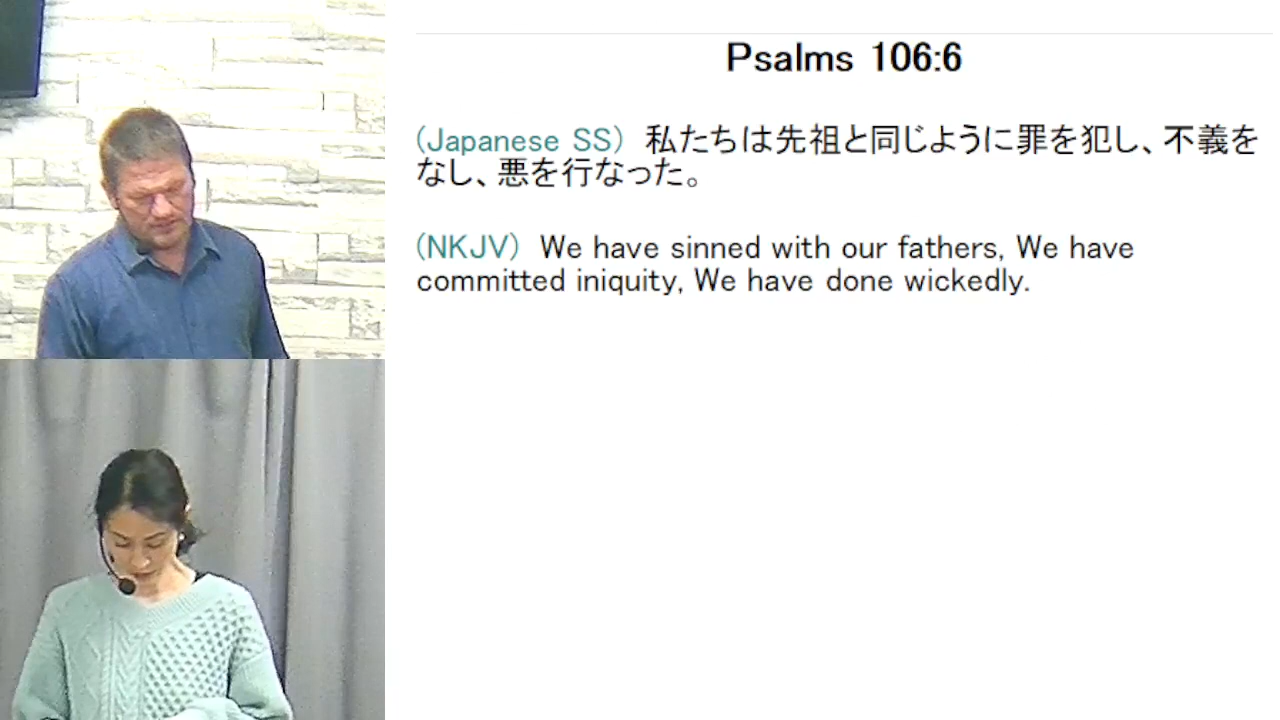 Psalms 106:6
(Japanese SS) 私たちは先祖と同じように罪を犯し、不義を
なし、悪を行なった。
(NKJV) We have sinned with our fathers, We have
committed iniquity, We have done wickedly.